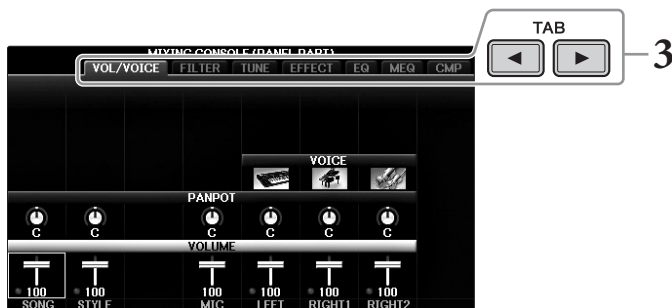 TAB
3
MIXING CONSOLE (PANEL PART)
VOL/VOICE FILTER TUNE EFFECT EQ MEQ CMP
VOICE
PANPOT
C C C C C C
VOLUME
100 100 100 100 100 100
SONG STYLE MIC LEFT RIGHT1 RIGHT2